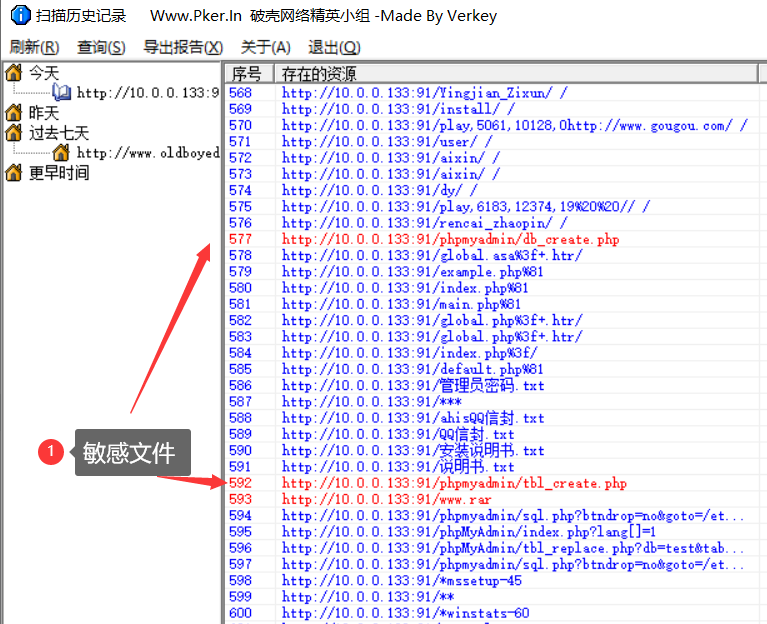 扫描历史记录 Www.Pker.In 破壳网络精英小组 -Made By Verkey
刷新(R) 查询(S) 导出报告(X) 关于(A) 退出(Q)
今天
http://10.0.0.133:9
昨天
过去七天
http://www.oldboyed
更早时间
序号 存在的资源
568 http://10.0.0.133:91/Yingjian_Zixun/ /
569 http://10.0.0.133:91/install/ /
570 http://10.0.0.133:91/play,5061,10128,0http://www.gougou.com/ /
571 http://10.0.0.133:91/user/ /
572 http://10.0.0.133:91/aixin/ /
573 http://10.0.0.133:91/aixin/ /
574 http://10.0.0.133:91/dy/ /
575 http://10.0.0.133:91/play,6183,12374,19%20%20// /
576 http://10.0.0.133:91/rencai_zhaopin/ /
577 http://10.0.0.133:91/phpmyadmin/db_create.php
578 http://10.0.0.133:91/global.asa%3f+.htr/
579 http://10.0.0.133:91/example.php%81
580 http://10.0.0.133:91/index.php%81
581 http://10.0.0.133:91/main.php%81
582 http://10.0.0.133:91/global.php%3f+.htr/
583 http://10.0.0.133:91/global.php%3f+.htr/
584 http://10.0.0.133:91/index.php%3f/
585 http://10.0.0.133:91/default.php%81
586 http://10.0.0.133:91/管理员密码.txt
587 http://10.0.0.133:91/***
588 http://10.0.0.133:91/ahisQQ信封.txt
589 http://10.0.0.133:91/QQ信封.txt
590 http://10.0.0.133:91/安装说明书.txt
591 http://10.0.0.133:91/说明书.txt
592 http://10.0.0.133:91/phpmyadmin/tbl_create.php
593 http://10.0.0.133:91/www.rar
594 http://10.0.0.133:91/phpmyadmin/sql.php?btndrop=no&goto=/et...
595 http://10.0.0.133:91/phpMyAdmin/index.php?lang[]=1
596 http://10.0.0.133:91/phpMyAdmin/tbl_replace.php?db=test&tab...
597 http://10.0.0.133:91/phpmyadmin/sql.php?btndrop=no&goto=/et...
598 http://10.0.0.133:91/*mssetup-45
599 http://10.0.0.133:91/**
600 http://10.0.0.133:91/*winstats-60
1 敏感文件